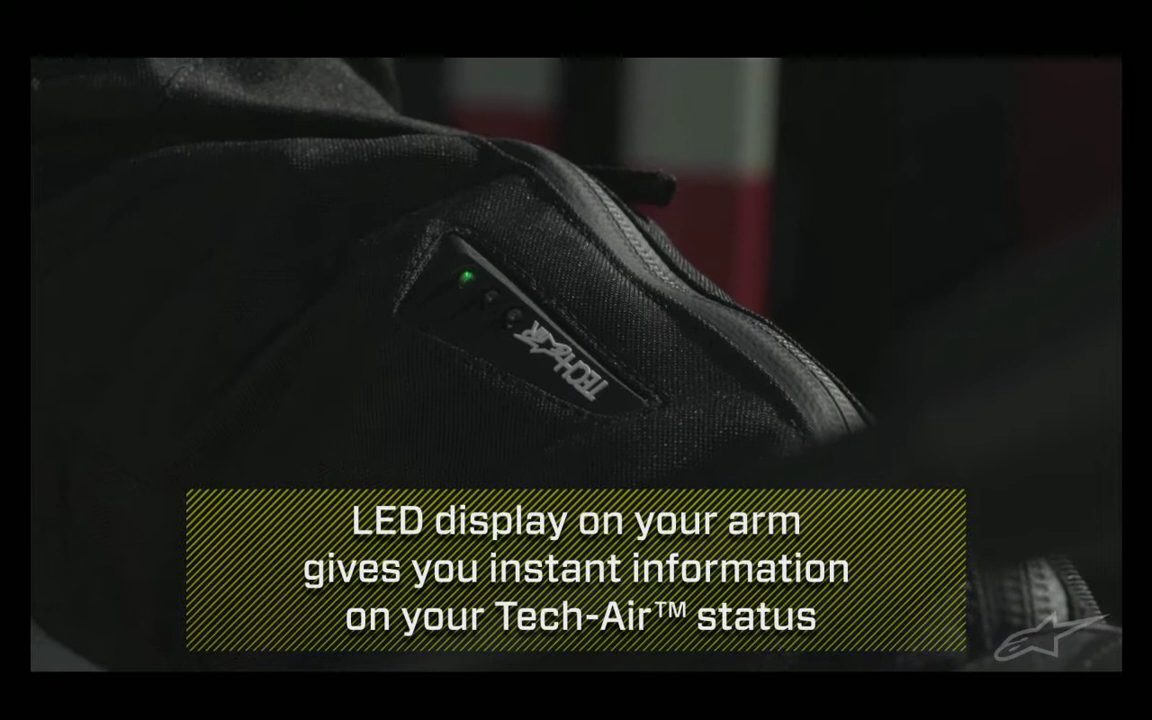 TECH-AIR
LED display on your arm
gives you instant information
on your Tech-Air™ status